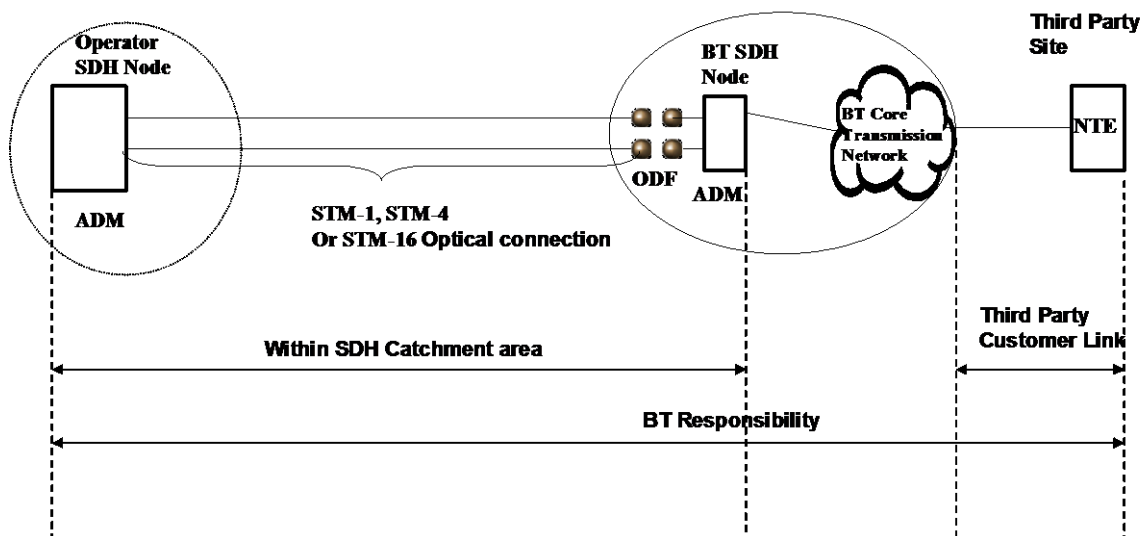 Operator
SDH Node
ADM
STM-1, STM-4
Or STM-16 Optical connection
ODF
BT SDH
Node
ADM
BT Core
Transmission
Network
Third Party
Site
NTE
Within SDH Catchment area
Third Party
Customer Link
BT Responsibility